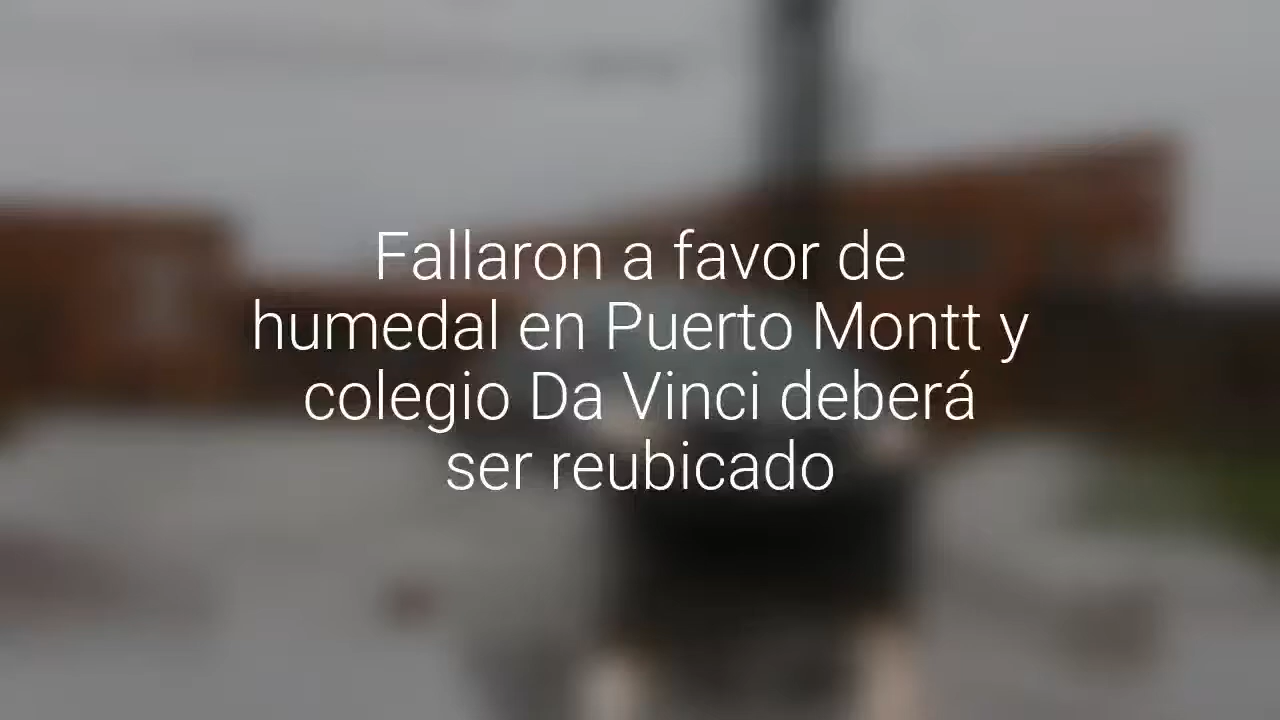 Fallaron a favor de
humedal en Puerto Montt y
colegio Da Vinci deberá
ser reubicado